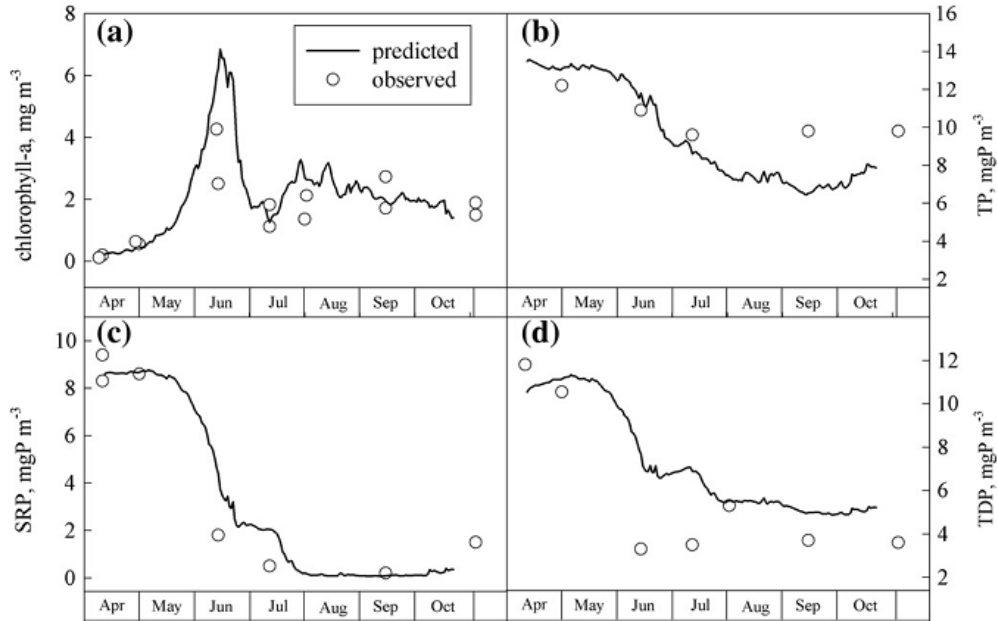 (a)
predicted
observed
chlorophyll-a, mg m-3
8
6
4
2
0
Apr May Jun Jul Aug Sep Oct
(b)
16
14
12
10
8
6
4
2
TP, mgP m-3
Apr May Jun Jul Aug Sep Oct
(c)
SRP, mgP m-3
10
8
6
4
2
0
Apr May Jun Jul Aug Sep Oct
(d)
12
10
8
6
4
2
TDP, mgP m-3
Apr May Jun Jul Aug Sep Oct